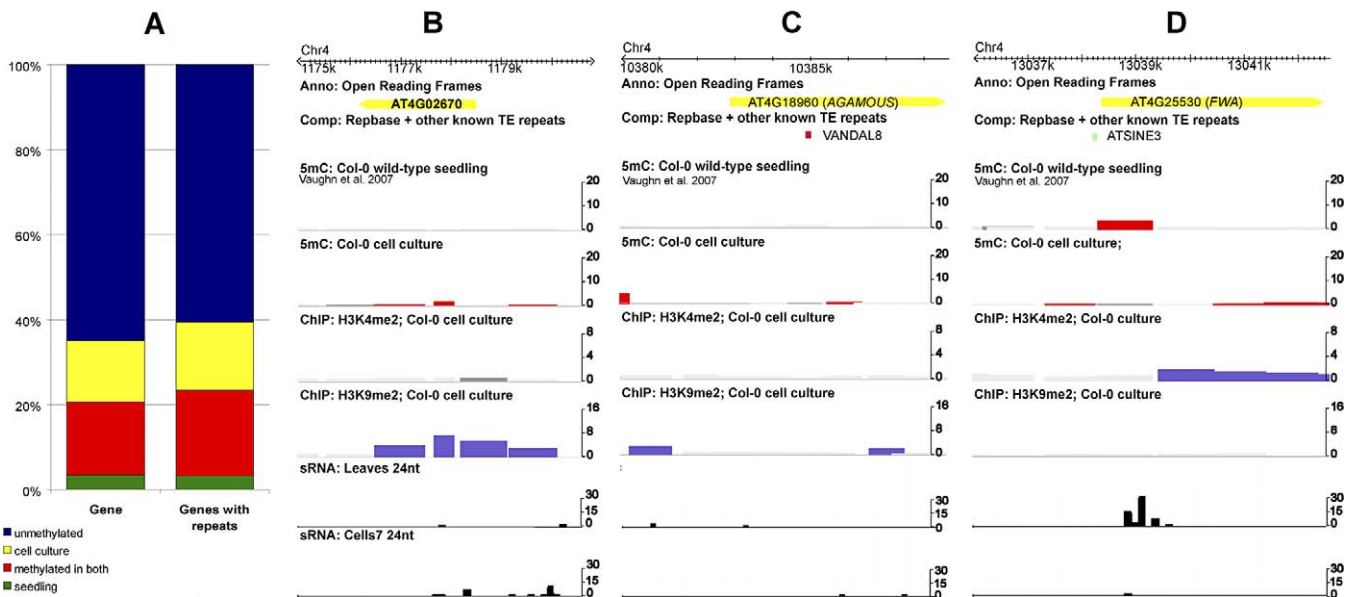 A
100%
80%
60%
40%
20%
0%
Gene
Genes with
repeats
unmethylated
cell culture
methylated in both
seedling
B
Chr4
1175k 1177k 1179k
Anno: Open Reading Frames
AT4G02670
Comp: Repbase + other known TE repeats
5mC: Col-0 wild-type seedling
Vaughn et al. 2007
20
10
0
5mC: Col-0 cell culture
20
10
0
ChIP: H3K4me2; Col-0 cell culture
8
4
0
ChIP: H3K9me2; Col-0 cell culture
16
8
0
sRNA: Leaves 24nt
30
15
0
sRNA: Cells7 24nt
30
15
0
C
Chr4
10380k 10385k
Anno: Open Reading Frames
AT4G18960 (AGAMOUS)
Comp: Repbase + other known TE repeats
VANDAL8
5mC: Col-0 wild-type seedling
Vaughn et al. 2007
20
10
0
5mC: Col-0 cell culture
20
10
0
ChIP: H3K4me2; Col-0 cell culture
8
4
0
ChIP: H3K9me2; Col-0 cell culture
16
8
0
:
30
15
0
30
15
0
D
Chr4
13037k 13039k 13041k
Anno: Open Reading Frames
AT4G25530 (FWA)
Comp: Repbase + other known TE repeats
ATSINE3
5mC: Col-0 wild-type seedling
Vaughn et al. 2007
20
10
0
5mC: Col-0 cell culture;
20
10
0
ChIP: H3K4me2; Col-0 culture
8
4
0
ChIP: H3K9me2; Col-0 culture
16
8
0
30
15
0
30
15
0